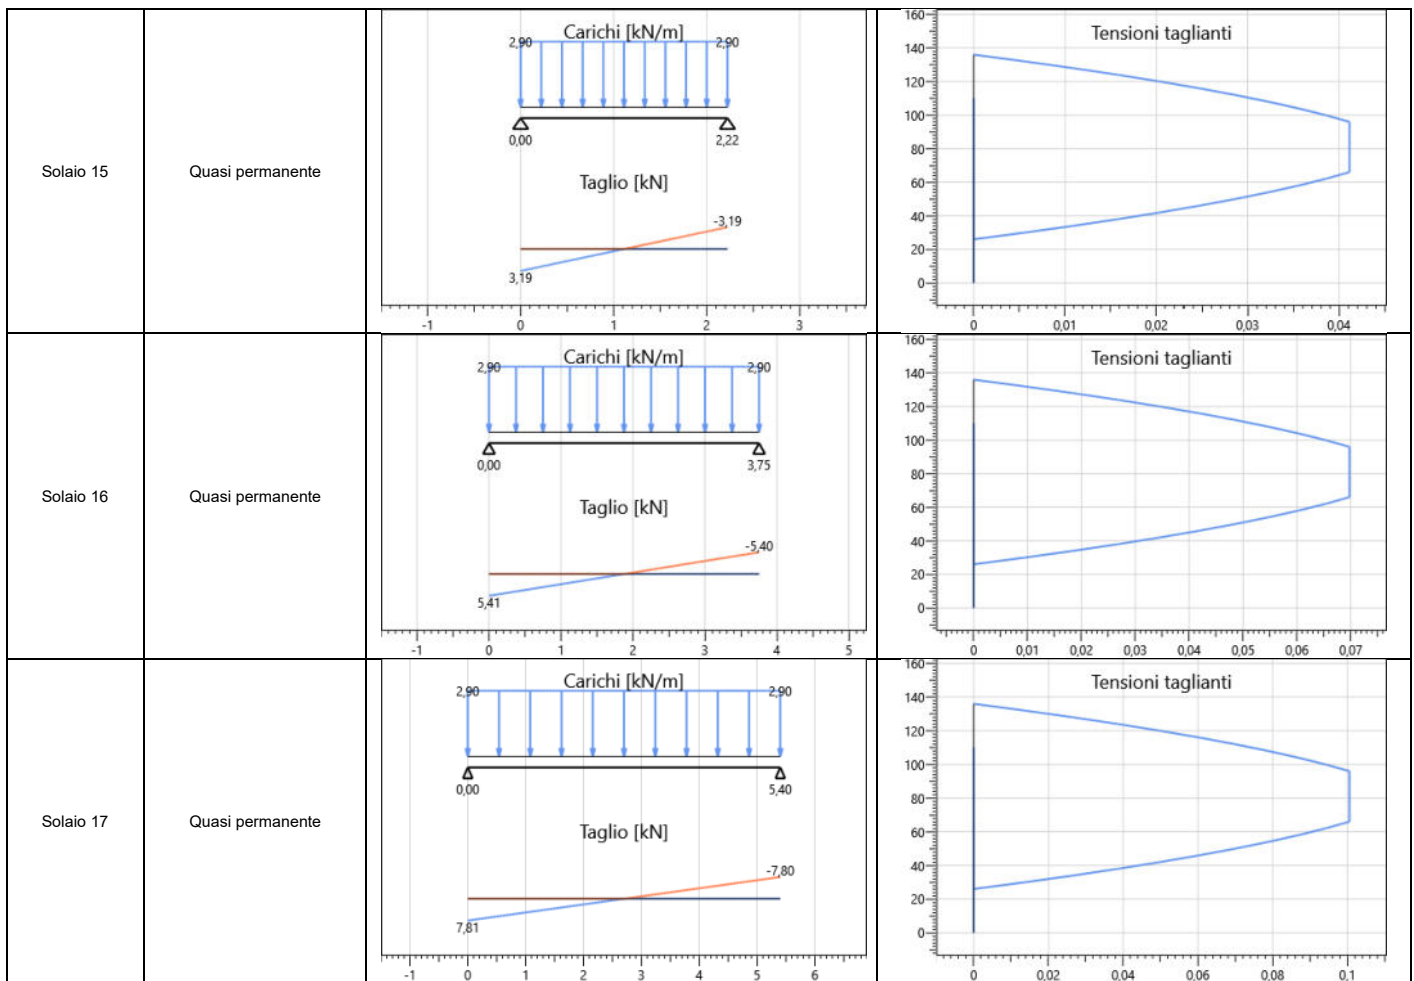 Solaio 15
Quasi permanente
Carichi [kN/m]
2,90 2,90
0,00 2,22
Taglio [kN]
-3,19
3,19
-1 0 1 2 3
Tensioni taglianti
160
140
120
100
80
60
40
20
0
0 0,01 0,02 0,03 0,04
Solaio 16
Quasi permanente
Carichi [kN/m]
2,90 2,90
0,00 3,75
Taglio [kN]
-5,40
5,41
-1 0 1 2 3 4 5
Tensioni taglianti
160
140
120
100
80
60
40
20
0
0 0,01 0,02 0,03 0,04 0,05 0,06 0,07
Solaio 17
Quasi permanente
Carichi [kN/m]
2,90 2,90
0,00 5,40
Taglio [kN]
-7,80
7,81
-1 0 1 2 3 4 5 6
Tensioni taglianti
160
140
120
100
80
60
40
20
0
0 0,02 0,04 0,06 0,08 0,1